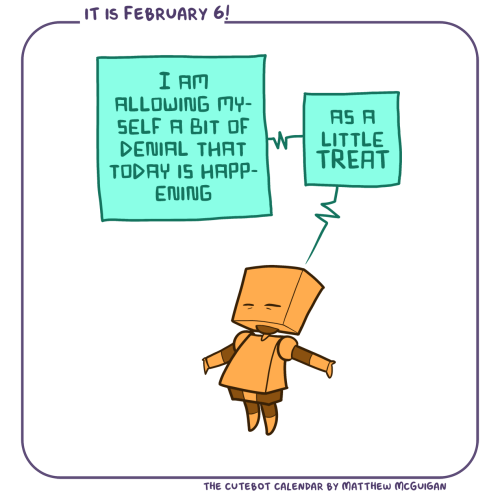 IT IS FEBRUARY 6!
I AM
ALLOWING MY-
SELF A BIT OF
DENIAL THAT
TODAY IS HAPP-
ENING
AS A
LITTLE
TREAT
THE CUTEBOT CALENDAR BY MATTHEW MCGUIGAN